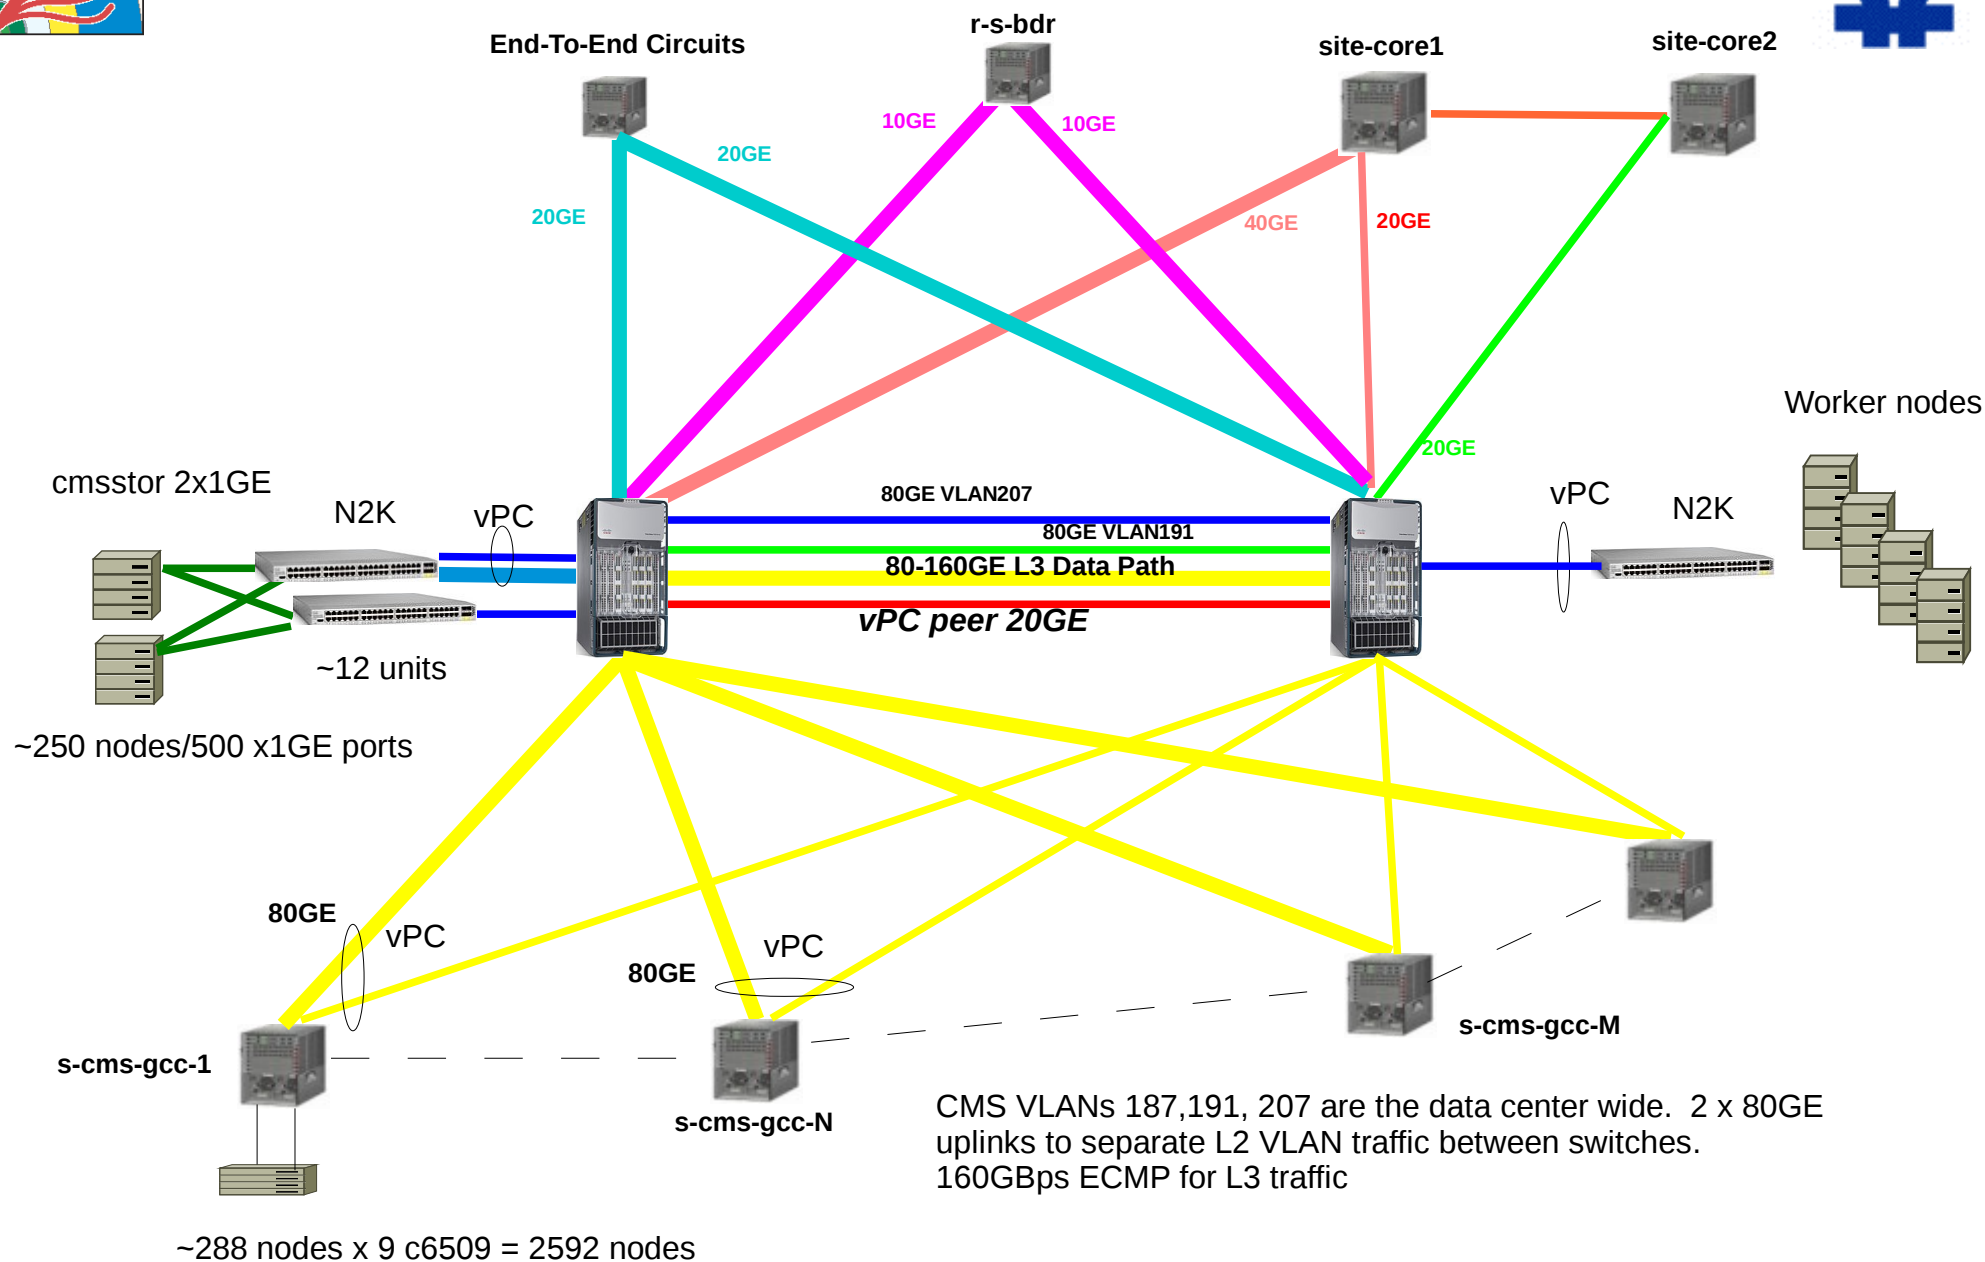 r-s-bdr
End-To-End Circuits
site-core1
site-core2
10GE
10GE
20GE
20GE
40GE
20GE
Worker nodes
20GE
cmsstor 2x1GE
N2K
vPC
80GE VLAN207
80GE VLAN191
80-160GE L3 Data Path
vPC peer 20GE
vPC
N2K
~12 units
~250 nodes/500 x1GE ports
80GE
vPC
80GE
vPC
s-cms-gcc-1
s-cms-gcc-N
s-cms-gcc-M
CMS VLANs 187,191, 207 are the data center wide.  2 x 80GE
uplinks to separate L2 VLAN traffic between switches.
160GBps ECMP for L3 traffic
~288 nodes x 9 c6509 = 2592 nodes